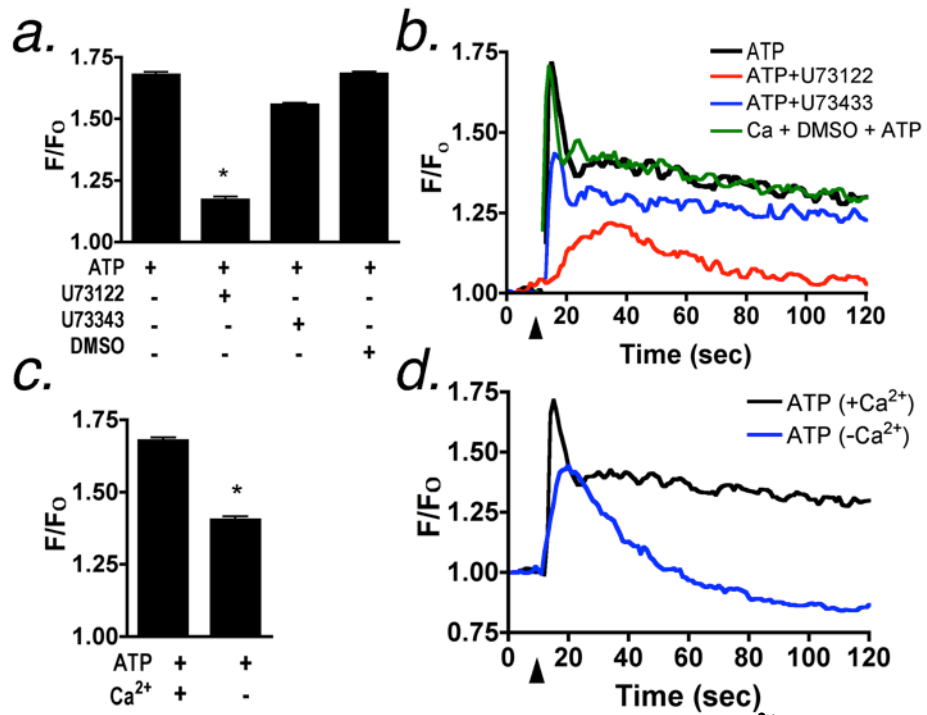 a.
F/Fo
1.75
1.50
1.25
1.00
*
ATP + + + +
U73122 - + - -
U73343 - - + -
DMSO - - - +
b.
F/Fo
1.75
1.50
1.25
1.00
ATP
ATP+U73122
ATP+U73433
Ca + DMSO + ATP
0 20 40 60 80 100 120
Time (sec)
c.
F/Fo
1.75
1.50
1.25
1.00
*
ATP + +
Ca2+ + -
d.
F/Fo
1.75
1.50
1.25
1.00
0.75
ATP (+Ca2+)
ATP (-Ca2+)
0 20 40 60 80 100 120
Time (sec)
2+